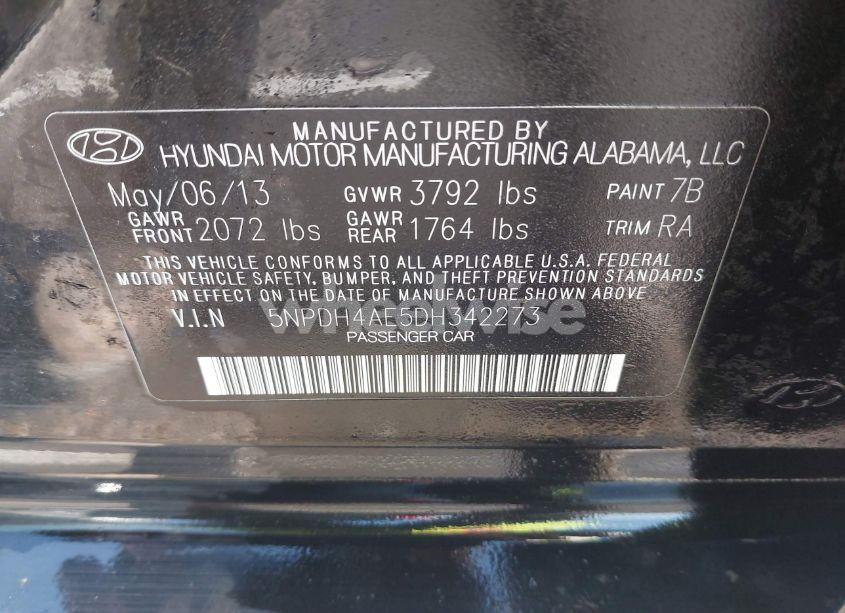 MANUFACTURED BY
HYUNDAI MOTOR MANUFACTURING ALABAMA, LLC
May/06/13 GVWR 3792 lbs PAINT 7B
GAWR FRONT 2072 lbs GAWR REAR 1764 lbs TRIM RA
THIS VEHICLE CONFORMS TO ALL APPLICABLE U.S.A. FEDERAL
MOTOR VEHICLE SAFETY, BUMPER, AND THEFT PREVENTION STANDARDS
IN EFFECT ON THE DATE OF MANUFACTURE SHOWN ABOVE.
V.I.N 5NPDH4AE5DH342273
PASSENGER CAR